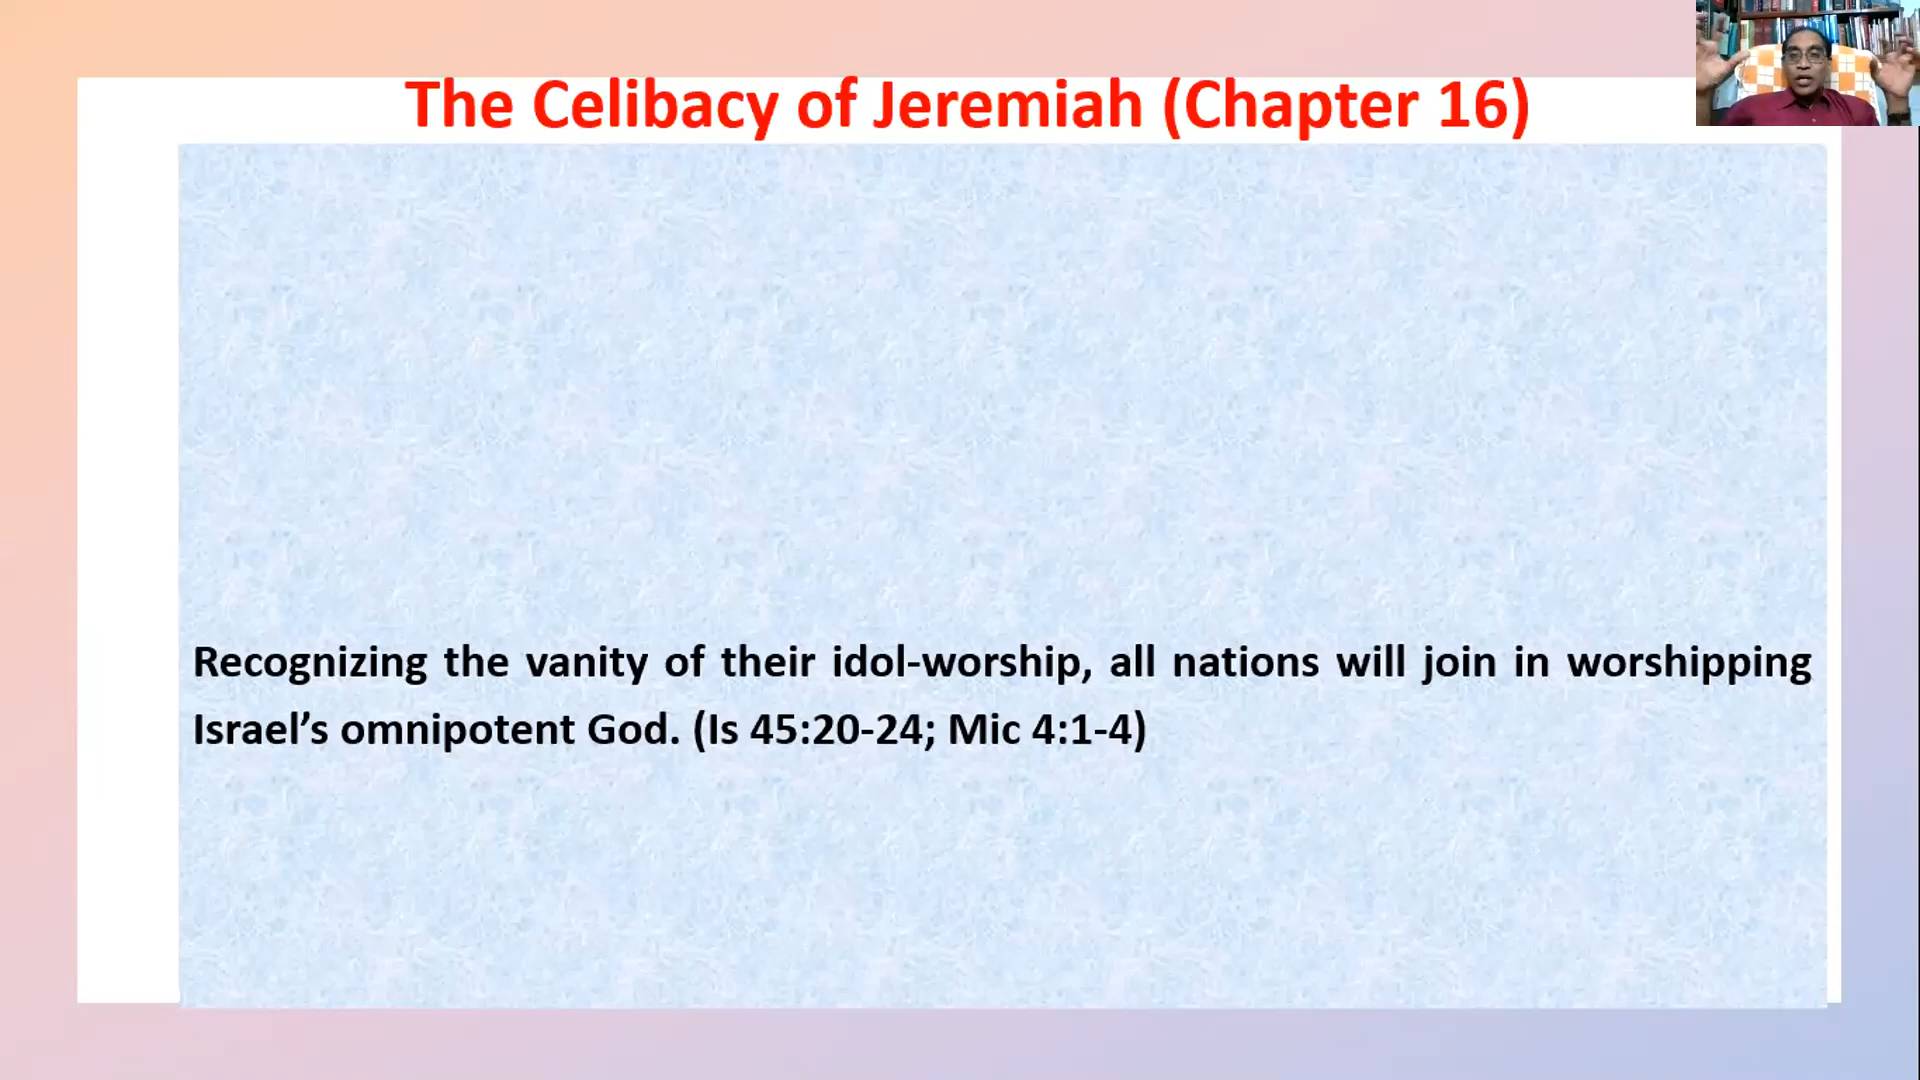 The Celibacy of Jeremiah (Chapter 16)
Recognizing the vanity of their idol-worship, all nations will join in worshipping
Israel’s omnipotent God. (Is 45:20-24; Mic 4:1-4)